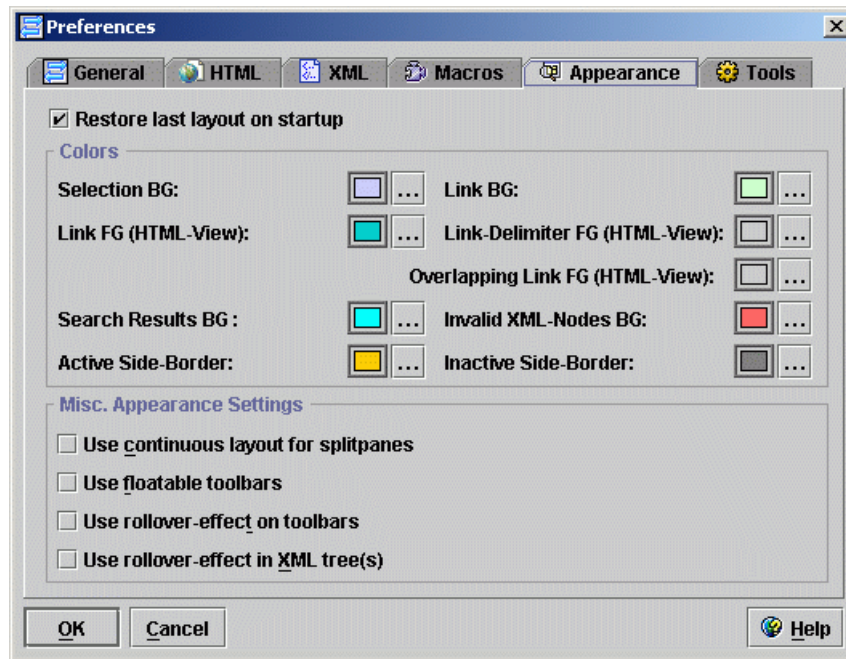 Preferences
General HTML XML Macros Appearance Tools
Restore last layout on startup
Colors
Selection BG: ... Link BG: ...
Link FG (HTML-View): ... Link-Delimiter FG (HTML-View): ...
Overlapping Link FG (HTML-View): ...
Search Results BG : ... Invalid XML-Nodes BG: ...
Active Side-Border: ... Inactive Side-Border: ...
Misc. Appearance Settings
Use continuous layout for splitpanes
Use floatable toolbars
Use rollover-effect on toolbars
Use rollover-effect in XML tree(s)
OK Cancel Help